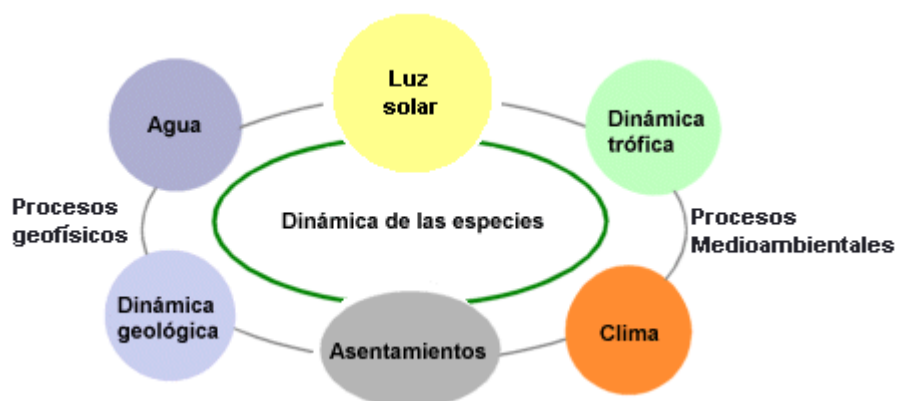 Luz
solar
Agua
Dinámica
trófica
Procesos
geofísicos
Dinámica de las especies
Procesos
Medioambientales
Dinámica
geológica
Asentamientos
Clima